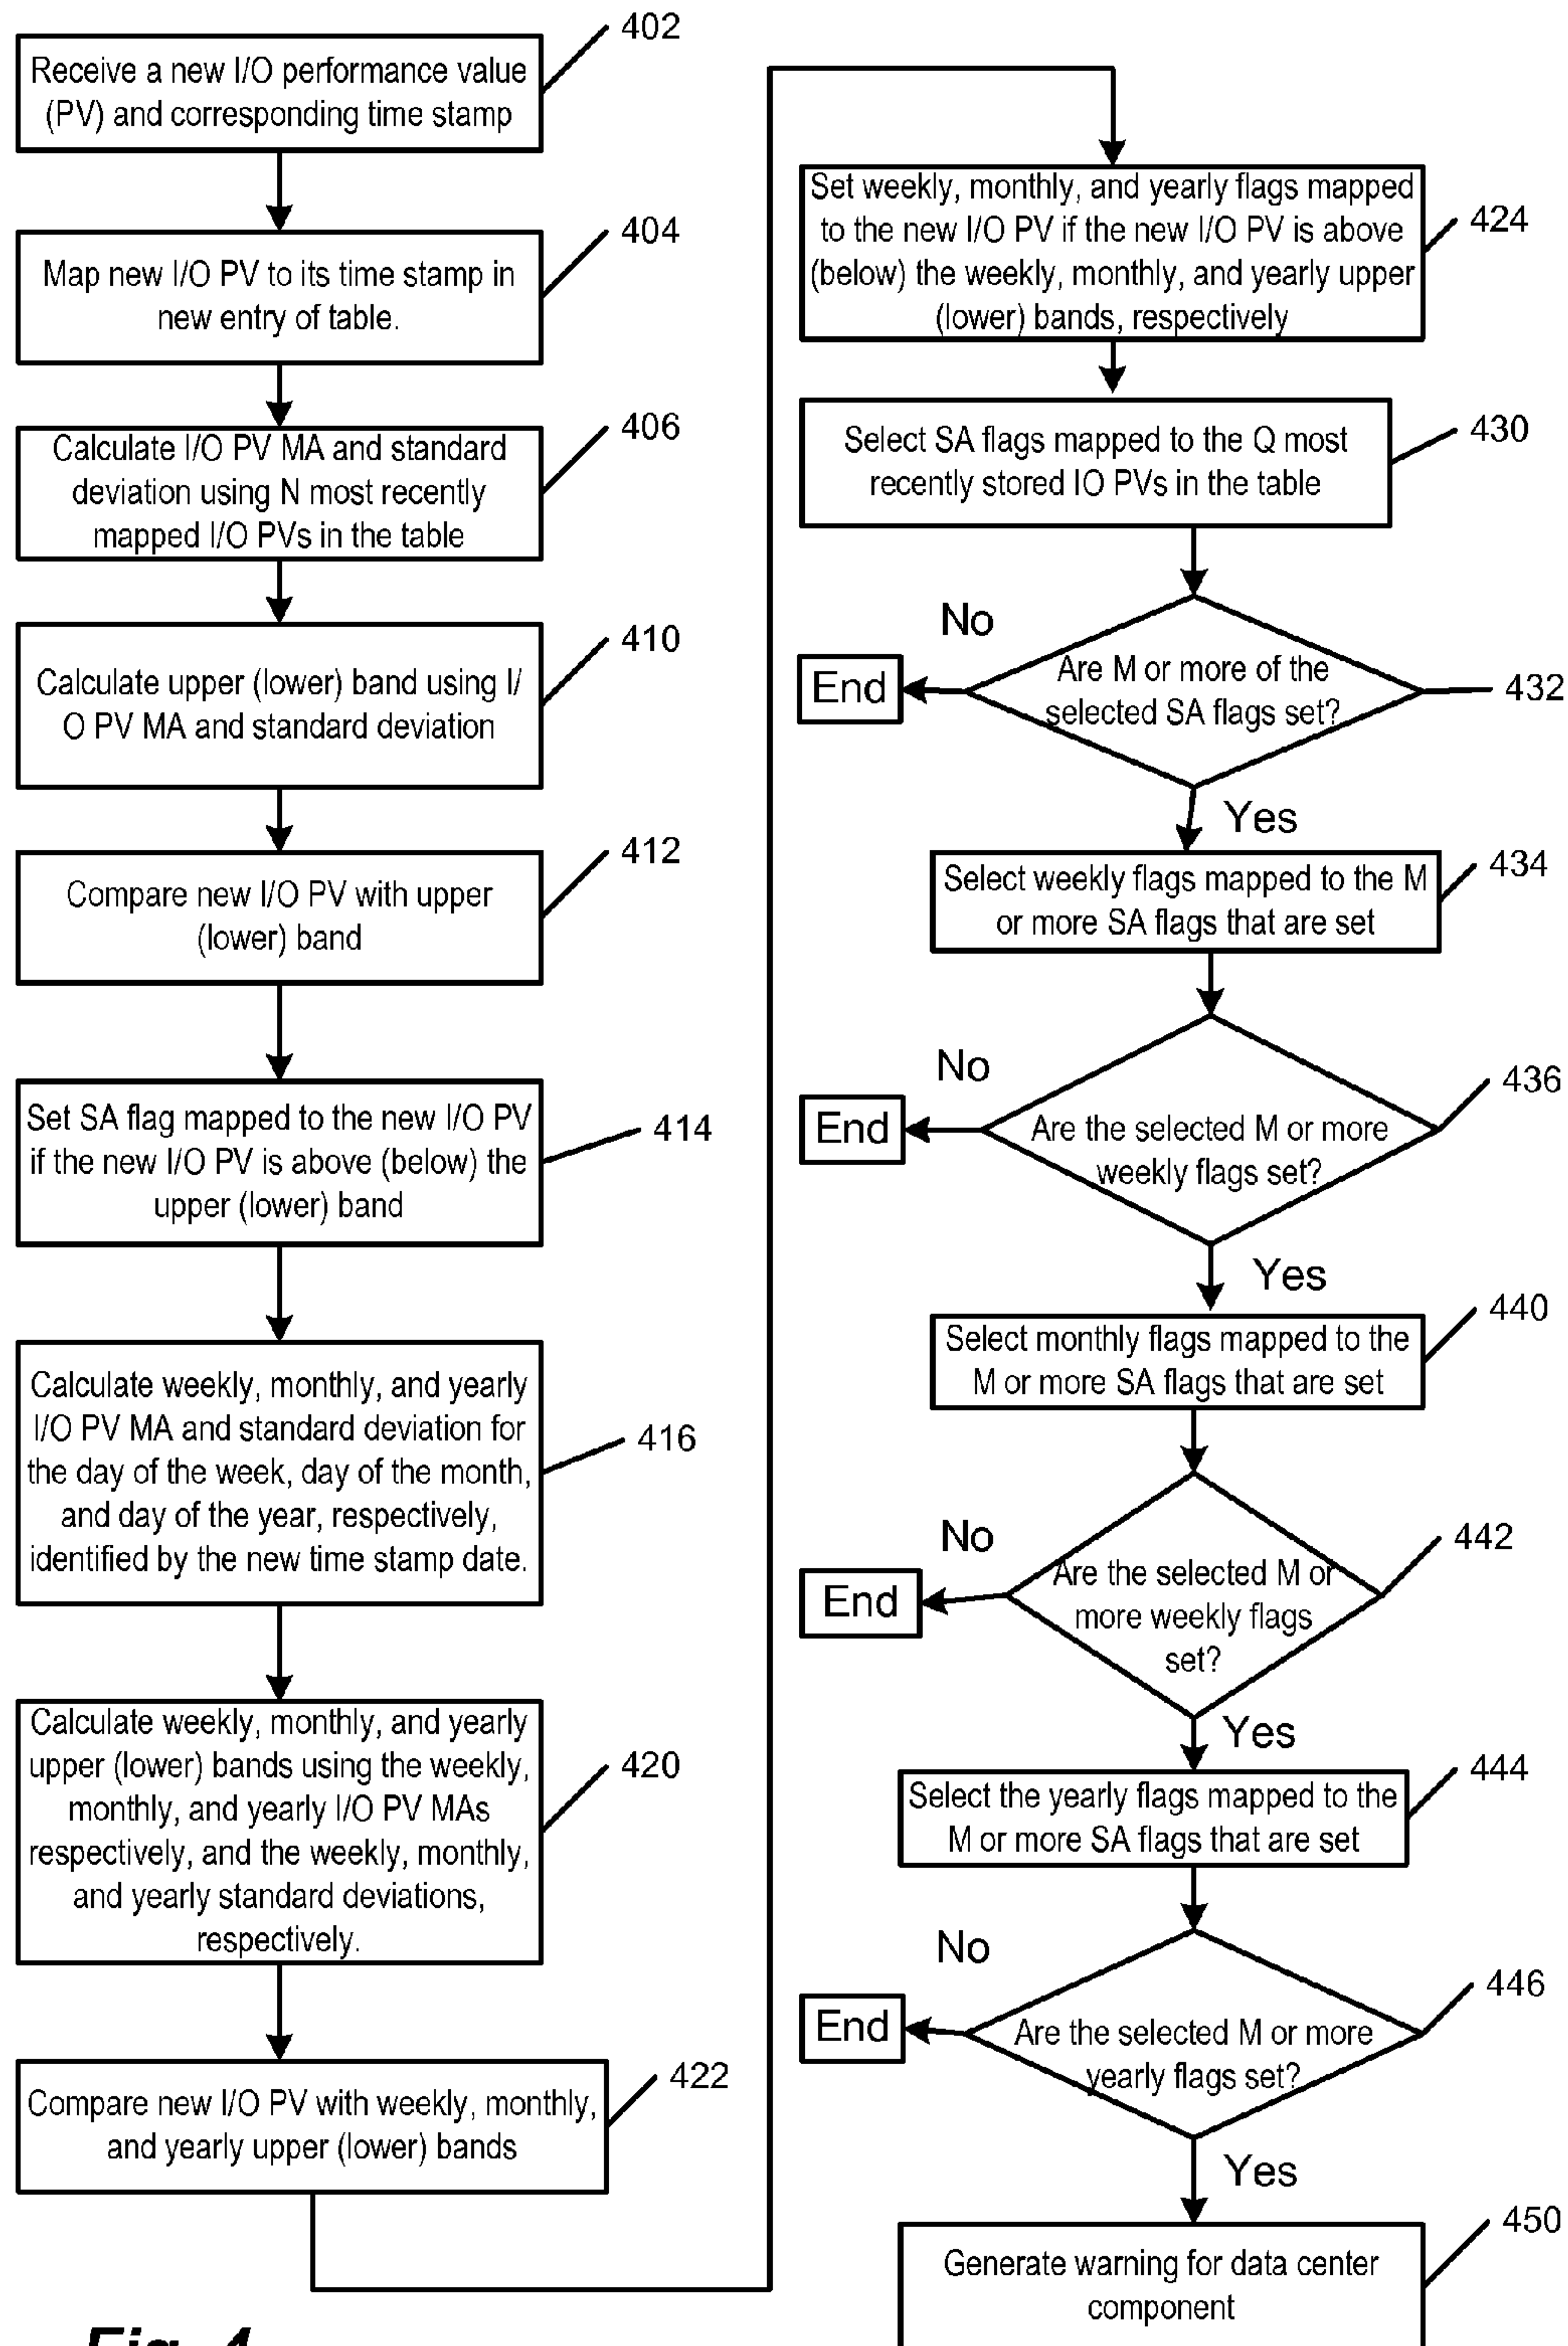 402
Receive a new I/O performance value
(PV) and corresponding time stamp
404
Map new I/O PV to its time stamp in
new entry of table.
406
Calculate I/O PV MA and standard
deviation using N most recently
mapped I/O PVs in the table
410
Calculate upper (lower) band using I/
O PV MA and standard deviation
412
Compare new I/O PV with upper
(lower) band
414
Set SA flag mapped to the new I/O PV
if the new I/O PV is above (below) the
upper (lower) band
416
Calculate weekly, monthly, and yearly
I/O PV MA and standard deviation for
the day of the week, day of the month,
and day of the year, respectively,
identified by the new time stamp date.
420
Calculate weekly, monthly, and yearly
upper (lower) bands using the weekly,
monthly, and yearly I/O PV MAs
respectively, and the weekly, monthly,
and yearly standard deviations,
respectively.
422
Compare new I/O PV with weekly, monthly,
and yearly upper (lower) bands
Set weekly, monthly, and yearly flags mapped
to the new I/O PV if the new I/O PV is above
(below) the weekly, monthly, and yearly upper
(lower) bands, respectively
424
Select SA flags mapped to the Q most
recently stored IO PVs in the table
430
No
End
Are M or more of the
selected SA flags set?
432
Yes
Select weekly flags mapped to the M
or more SA flags that are set
434
No
End
Are the selected M or more
weekly flags set?
436
Yes
Select monthly flags mapped to the
M or more SA flags that are set
440
No
End
Are the selected M or
more weekly flags
set?
442
Yes
Select the yearly flags mapped to the
M or more SA flags that are set
444
No
End
Are the selected M or more
yearly flags set?
446
Yes
Generate warning for data center
component
450
Fig. 4